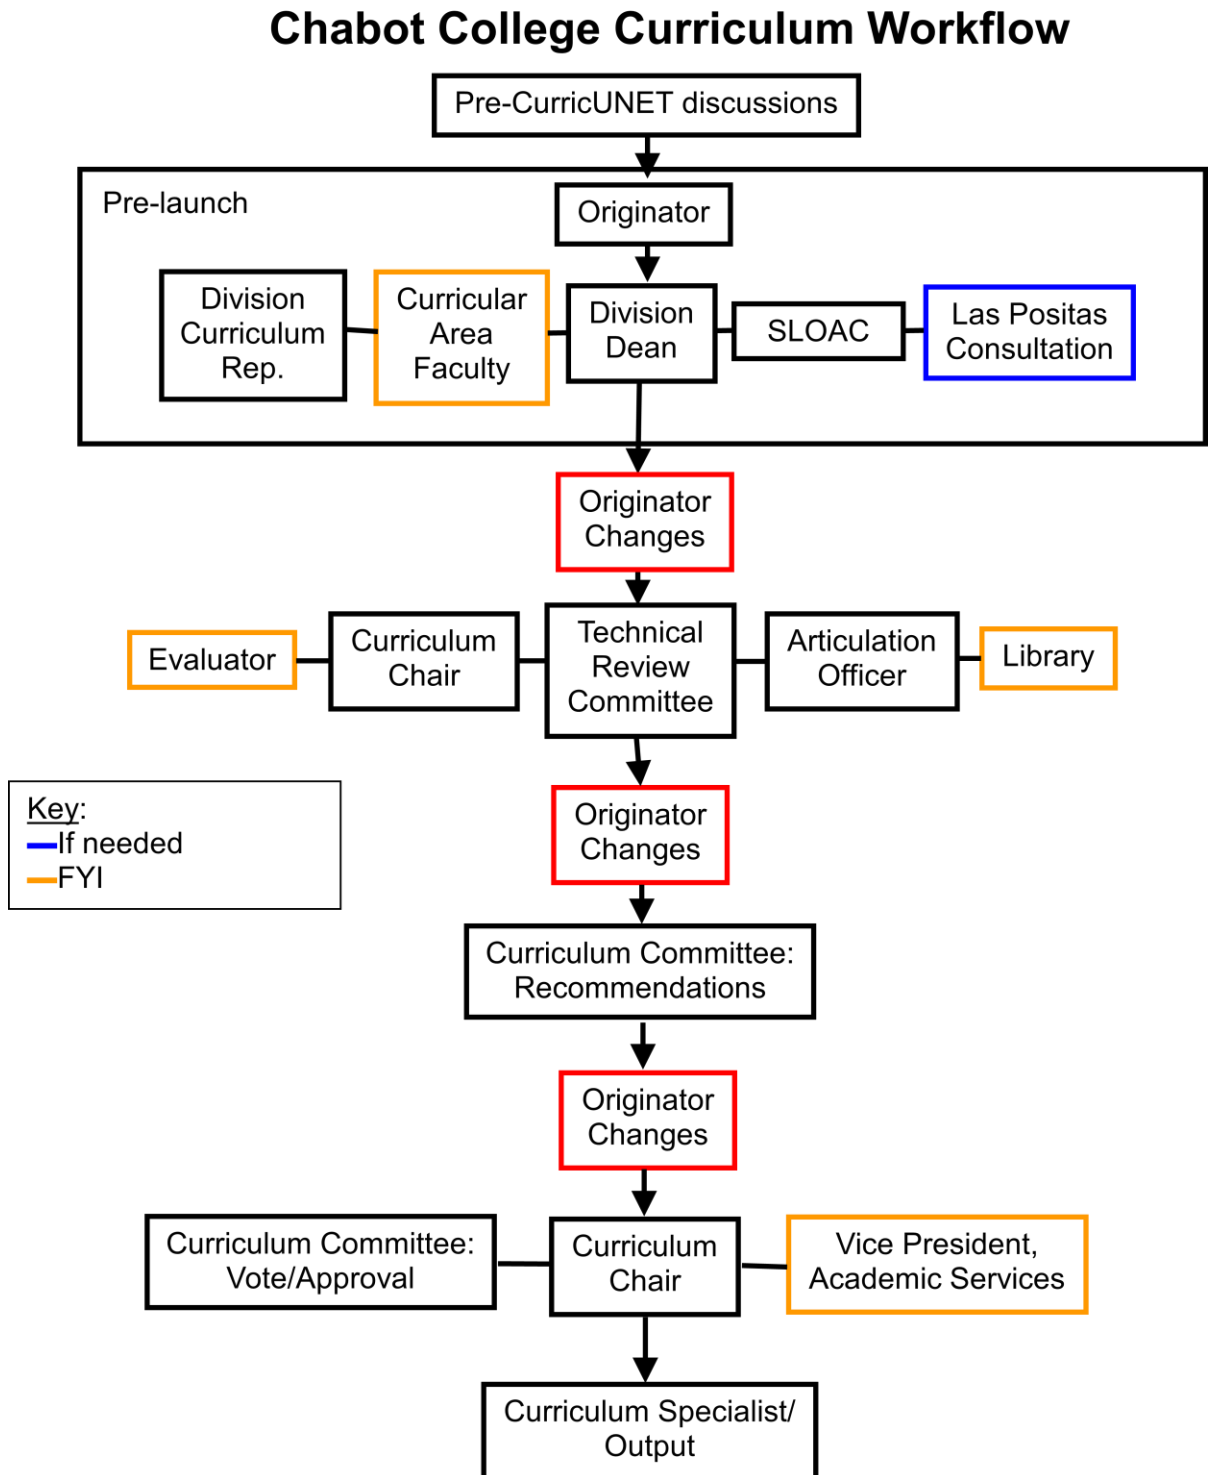 Chabot College Curriculum Workflow
Pre-CurricUNET discussions
Pre-launch
Originator
Division
Curriculum
Rep.
Curricular
Area
Faculty
Division
Dean
SLOAC
Las Positas
Consultation
Originator
Changes
Evaluator
Curriculum
Chair
Technical
Review
Committee
Articulation
Officer
Library
Key:
If needed
FYI
Originator
Changes
Curriculum Committee:
Recommendations
Originator
Changes
Curriculum Committee:
Vote/Approval
Curriculum
Chair
Vice President,
Academic Services
Curriculum Specialist/
Output